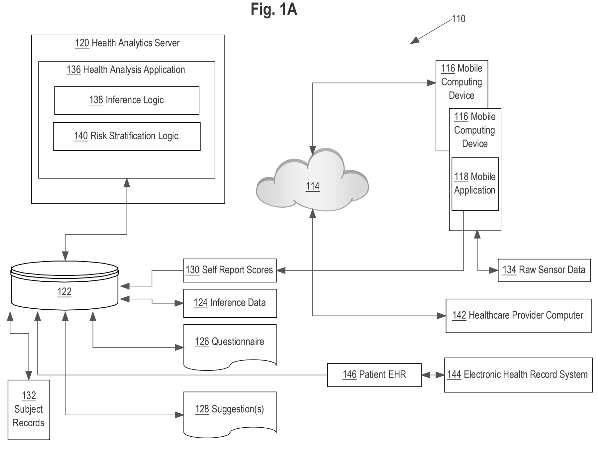 Fig. 1A
110
120 Health Analytics Server
136 Health Analysis Application
138 Inference Logic
140 Risk Stratification Logic
116 Mobile
Computing
Device
116 Mobile
Computing
Device
118 Mobile
Application
114
122
130 Self Report Scores
134 Raw Sensor Data
124 Inference Data
142 Healthcare Provider Computer
126 Questionnaire
146 Patient EHR
144 Electronic Health Record System
132
Subject
Records
128 Suggestion(s)